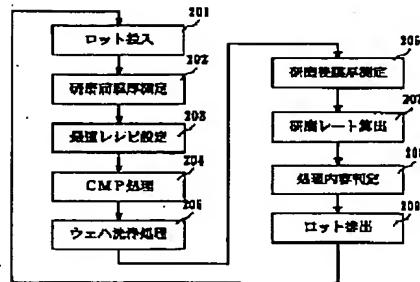 201
ロット投入
202
研磨前膜厚測定
203
最適レシピ設定
204
CMP処理
205
ウェハ洗浄処理
206
研磨後膜厚測定
207
研磨レート算出
208
処理内容判定
209
ロット排出